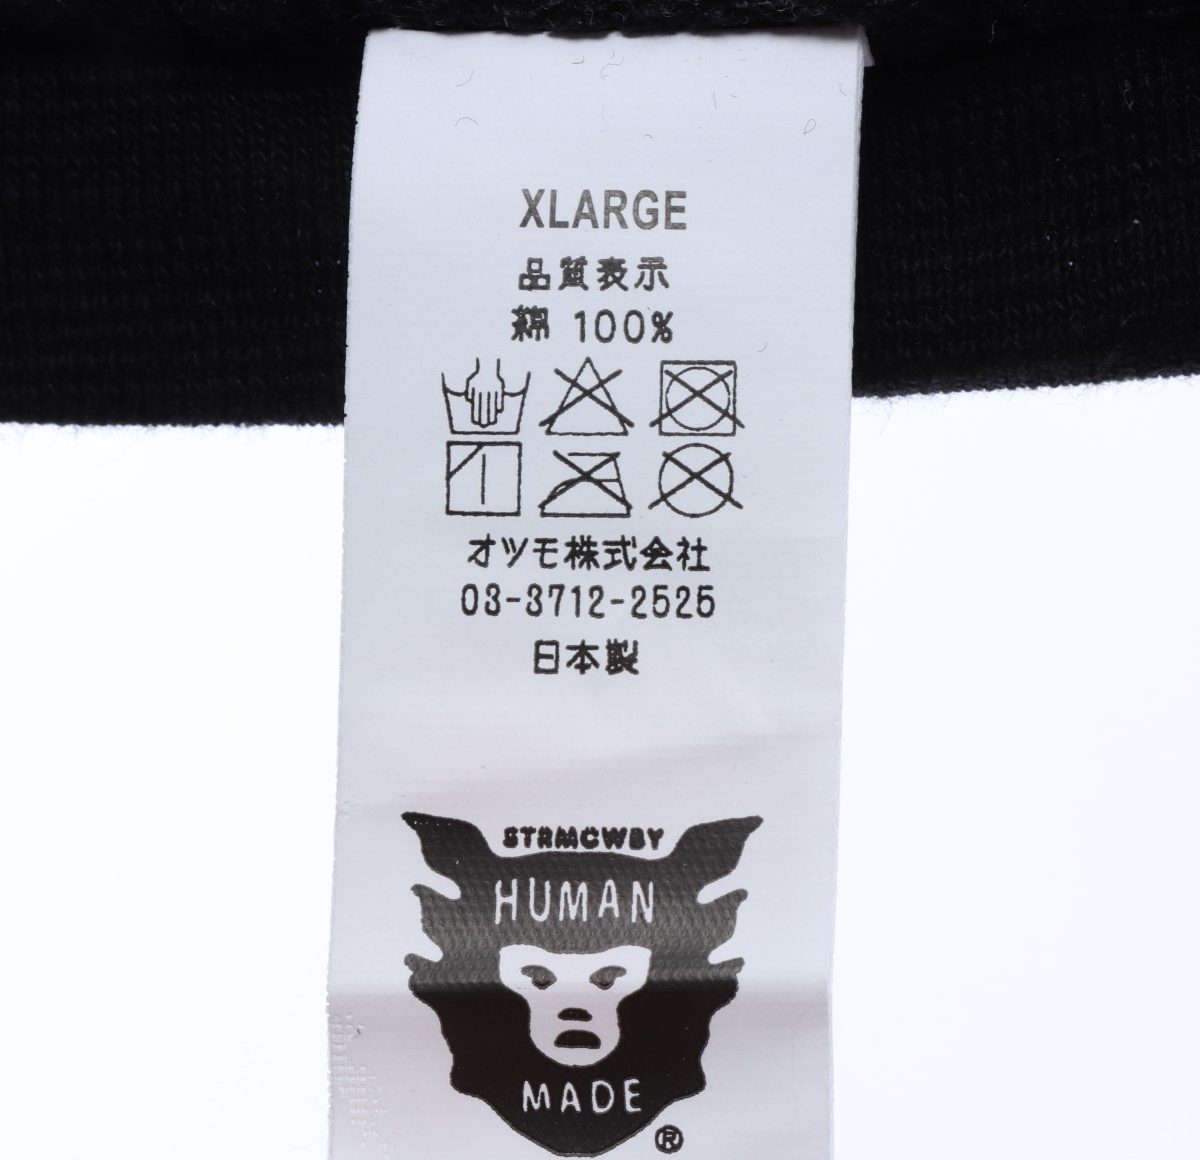 XLARGE
品質表示
綿 100%
オツモ株式会社
03-3712-2525
日本製
STRMCWBY
HUMAN
MADE
®